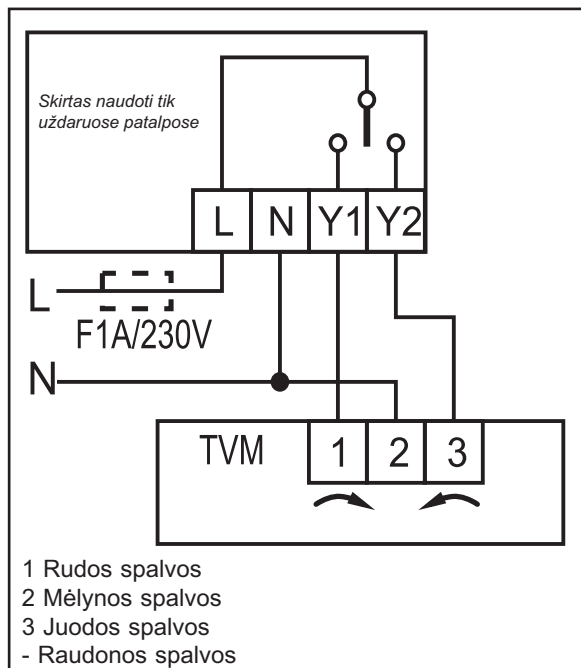 Skirtas naudoti tik
uždaruose patalpose
L N Y1 Y2
L
F1A/230V
N
TVM 1 2 3
1 Rudos spalvos
2 Mėlynos spalvos
3 Juodos spalvos
- Raudonos spalvos